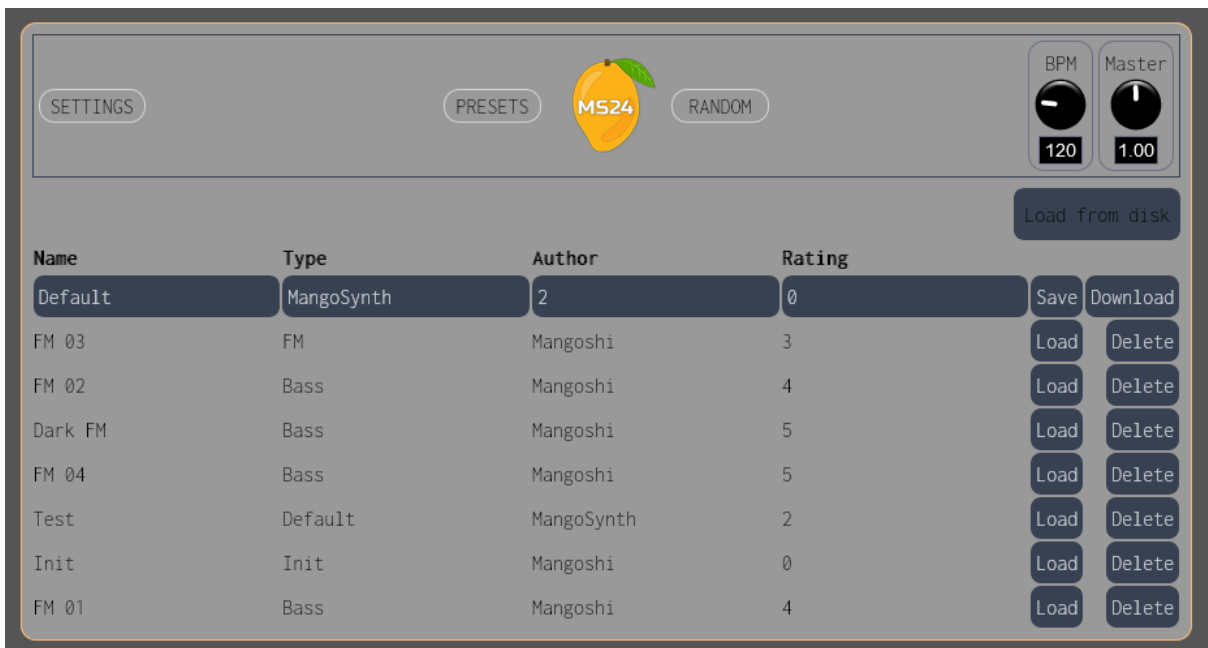 BPM Master
SETTINGS PRESETS MS24 RANDOM
120 1.00
Load from disk
Name Type Author Rating
Default MangoSynth 2 0 Save Download
FM 03 FM Mangoshi 3 Load Delete
FM 02 Bass Mangoshi 4 Load Delete
Dark FM Bass Mangoshi 5 Load Delete
FM 04 Bass Mangoshi 5 Load Delete
Test Default MangoSynth 2 Load Delete
Init Init Mangoshi 0 Load Delete
FM 01 Bass Mangoshi 4 Load Delete